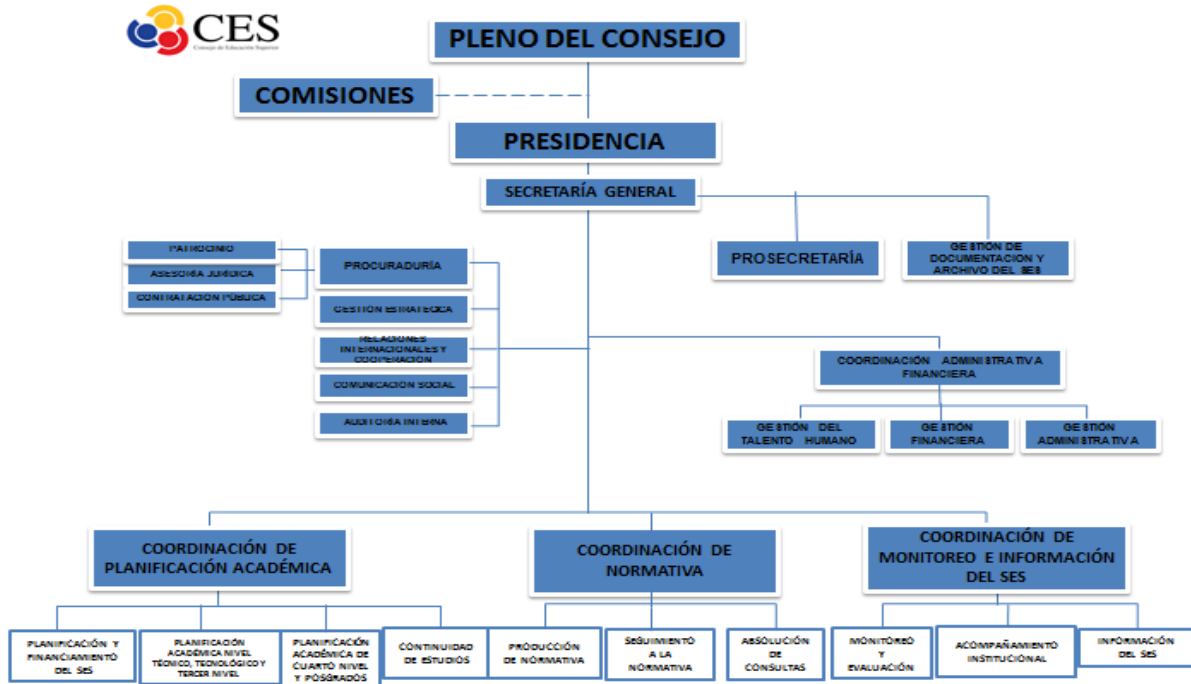 CES
Consejo de Educación Superior
PLENO DEL CONSEJO
COMISIONES
PRESIDENCIA
SECRETARÍA GENERAL
PATROCINIO
ASESORÍA JURÍDICA
CONTRATACIÓN PÚBLICA
PROCURADURÍA
GESTIÓN ESTRATÉGICA
RELACIONES
INTERNACIONALES Y
COOPERACIÓN
COMUNICACIÓN SOCIAL
AUDITORÍA INTERNA
PROSECRETARÍA
GESTIÓN DE
DOCUMENTACION Y
ARCHIVO DEL SES
COORDINACIÓN ADMINISTRATIVA
FINANCIERA
GESTIÓN DEL
TALENTO HUMANO
GESTIÓN
FINANCIERA
GESTIÓN
ADMINISTRATIVA
COORDINACIÓN DE
PLANIFICACIÓN ACADÉMICA
COORDINACIÓN DE
NORMATIVA
COORDINACIÓN DE
MONITOREO E INFORMACIÓN
DEL SES
PLANIFICACIÓN Y
FINANCIAMIENTO DEL
SES
PLANIFICACIÓN
ACADÉMICA NIVEL
TÉCNICO, TECNOLÓGICO Y
TERCER NIVEL
PLANIFICACIÓN
ACADÉMICA DE
CUARTO NIVEL
Y POSGRADOS
CONTINUIDAD
DE ESTUDIOS
PRODUCCIÓN
DE NORMATIVA
SEGUIMIENTO
A LA
NORMATIVA
ABSOLUCIÓN
DE
CONSULTAS
MONITOREO
Y
EVALUACIÓN
ACOMPAÑAMIENTO
INSTITUCIONAL
INFORMACIÓN
DEL SES